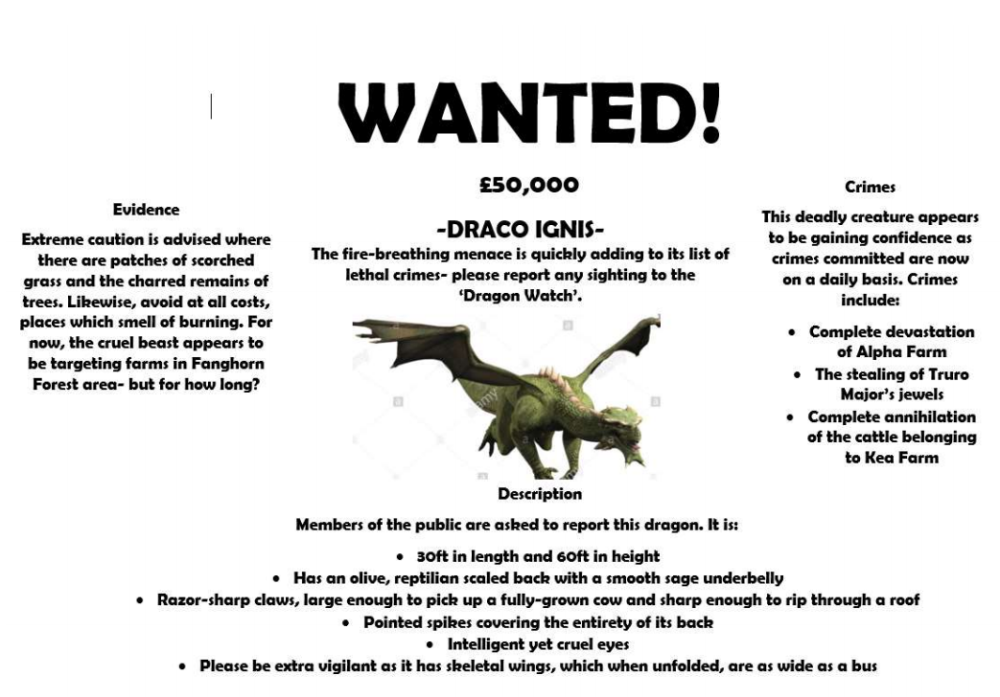 WANTED!
£50,000
-DRACO IGNIS-
The fire-breathing menace is quickly adding to its list of
lethal crimes- please report any sighting to the
‘Dragon Watch’.
Evidence
Extreme caution is advised where
there are patches of scorched
grass and the charred remains of
trees. Likewise, avoid at all costs,
places which smell of burning. For
now, the cruel beast appears to
be targeting farms in Fanghorn
Forest area- but for how long?
Crimes
This deadly creature appears
to be gaining confidence as
crimes committed are now
on a daily basis. Crimes
include:
• Complete devastation
of Alpha Farm
• The stealing of Truro
Major’s jewels
• Complete annihilation
of the cattle belonging
to Kea Farm
Description
Members of the public are asked to report this dragon. It is:
• 30ft in length and 60ft in height
• Has an olive, reptilian scaled back with a smooth sage underbelly
• Razor-sharp claws, large enough to pick up a fully-grown cow and sharp enough to rip through a roof
• Pointed spikes covering the entirety of its back
• Intelligent yet cruel eyes
• Please be extra vigilant as it has skeletal wings, which when unfolded, are as wide as a bus